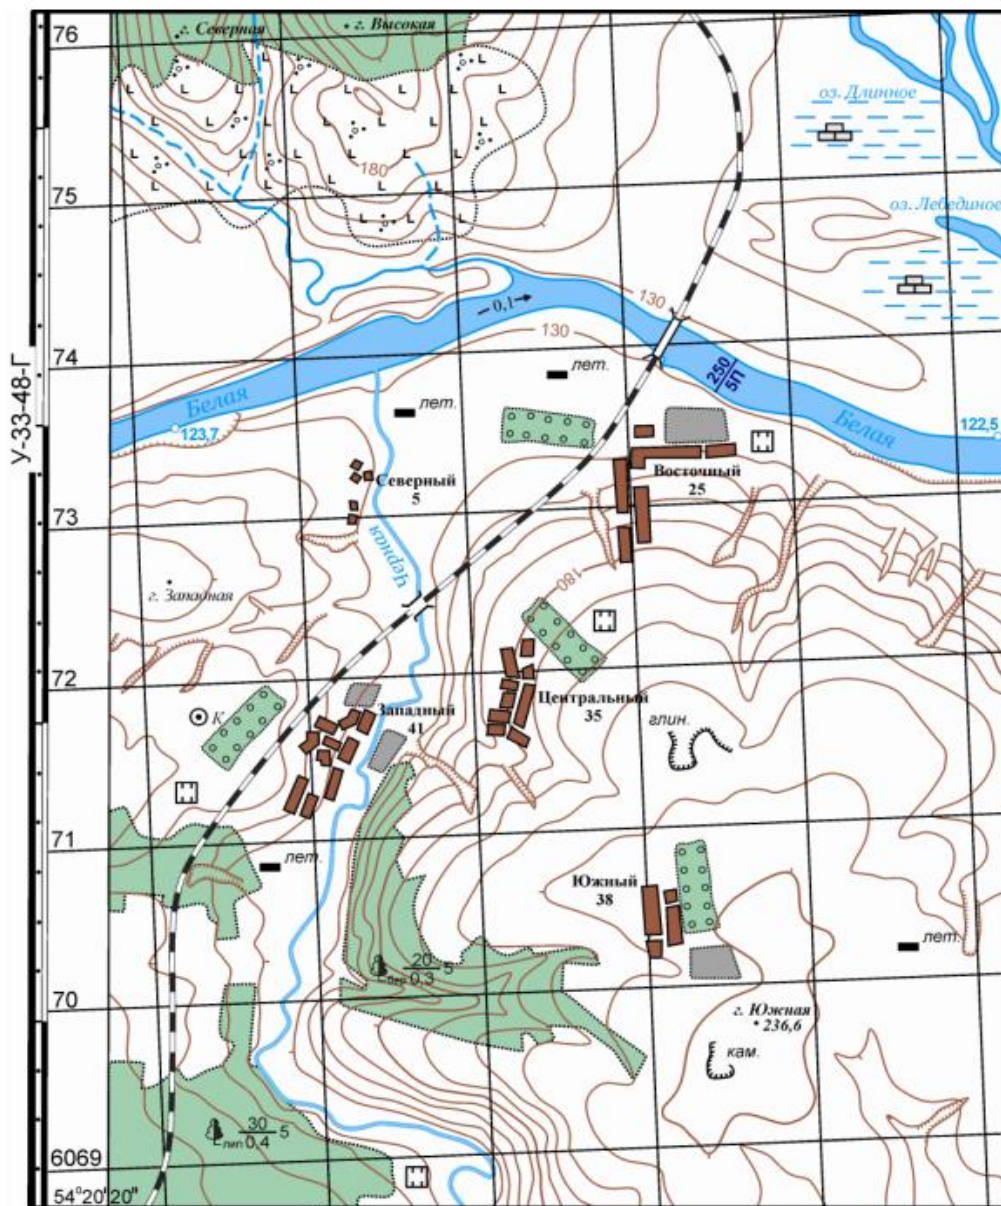 76
г. Северная
г. Высокая
оз. Длинное
180
75
оз. Лебединое
0,1
130
130
74
У-33-48-Г
лет.
250
5П
Белая
лет.
123,7
Белая
122,5
Северный
5
Восточный
25
73
Черная
г. Западная
180
72
Центральный
35
К
Западный
41
глин.
71
лет.
Южный
38
лет.
20
0,3
5
70
г. Южная
236,6
кам.
30
0,4
5
лип
6069
54°20'20"